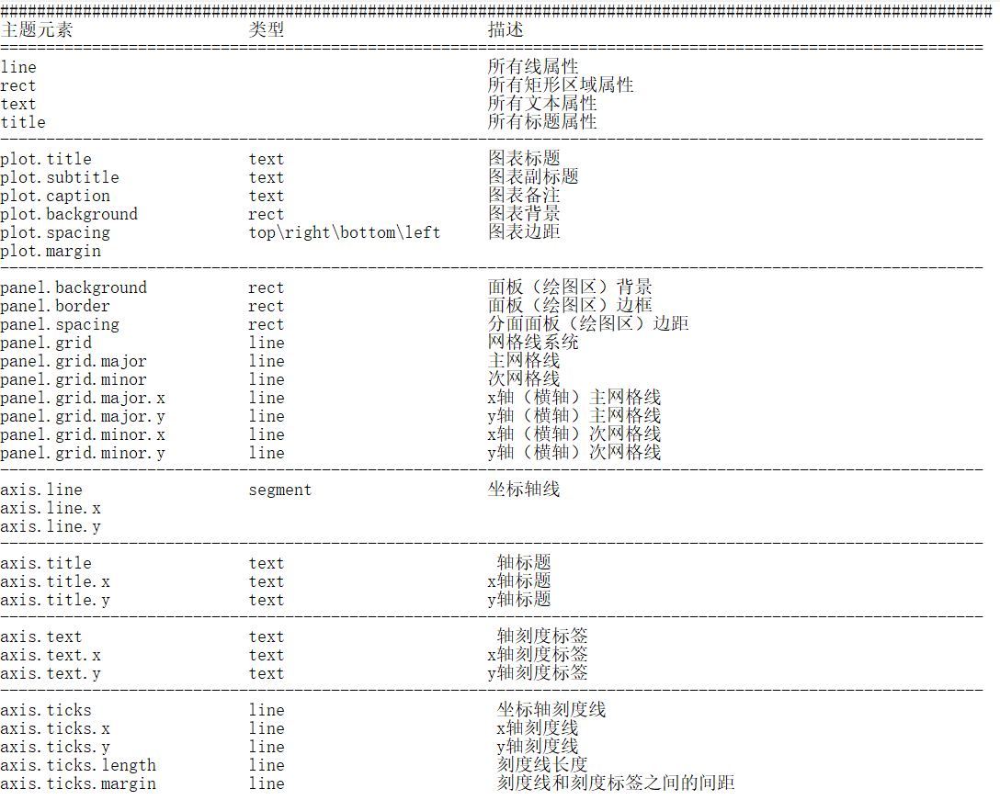 ############################################################################################################
主题元素 类型 描述
===========================================================================================================
line 所有线属性
rect 所有矩形区域属性
text 所有文本属性
title 所有标题属性
-----------------------------------------------------------------------------------------------------------
plot.title text 图表标题
plot.subtitle text 图表副标题
plot.caption text 图表备注
plot.background rect 图表背景
plot.spacing top\right\bottom\left 图表边距
plot.margin
-----------------------------------------------------------------------------------------------------------
panel.background rect 面板（绘图区）背景
panel.border rect 面板（绘图区）边框
panel.spacing rect 分面面板（绘图区）边距
panel.grid line 网格线系统
panel.grid.major line 主网格线
panel.grid.minor line 次网格线
panel.grid.major.x line x轴（横轴）主网格线
panel.grid.major.y line y轴（横轴）主网格线
panel.grid.minor.x line x轴（横轴）次网格线
panel.grid.minor.y line y轴（横轴）次网格线
-----------------------------------------------------------------------------------------------------------
axis.line segment 坐标轴线
axis.line.x
axis.line.y
-----------------------------------------------------------------------------------------------------------
axis.title text 轴标题
axis.title.x text x轴标题
axis.title.y text y轴标题
-----------------------------------------------------------------------------------------------------------
axis.text text 轴刻度标签
axis.text.x text x轴刻度标签
axis.text.y text y轴刻度标签
-----------------------------------------------------------------------------------------------------------
axis.ticks line 坐标轴刻度线
axis.ticks.x line x轴刻度线
axis.ticks.y line y轴刻度线
axis.ticks.length line 刻度线长度
axis.ticks.margin line 刻度线和刻度标签之间的间距